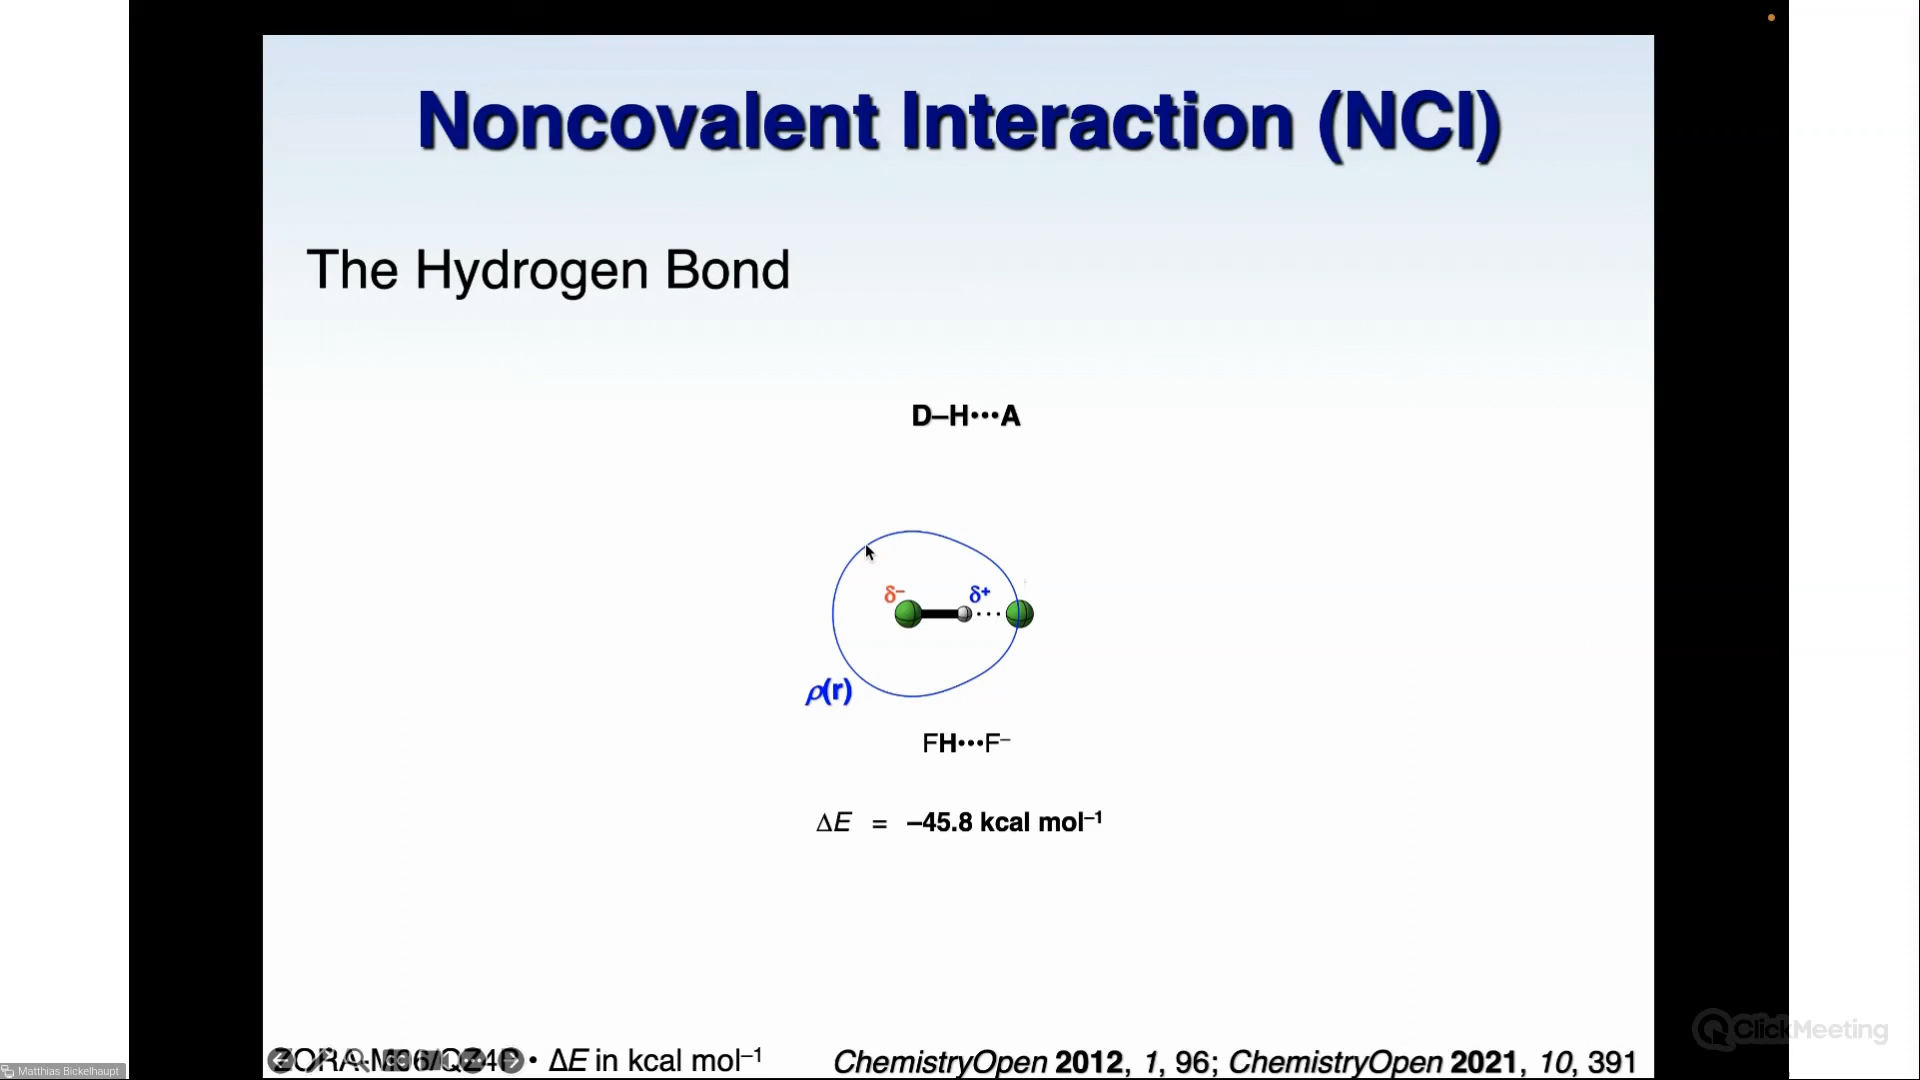 Noncovalent Interaction (NCI)
The Hydrogen Bond
D–H•••A
δ– δ+
ρ(r)
FH•••F–
ΔE = –45.8 kcal mol–1
ZORA-M06/QZ4P • ΔE in kcal mol–1
ChemistryOpen 2012, 1, 96; ChemistryOpen 2021, 10, 391
ClickMeeting
Matthias Bickelhaupt